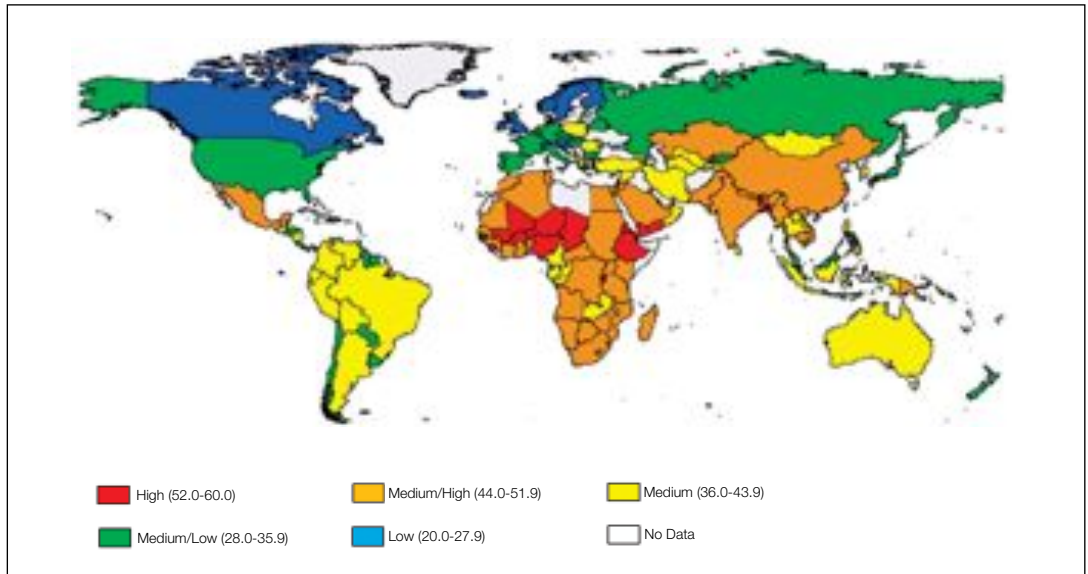 High (52.0-60.0)
Medium/High (44.0-51.9)
Medium (36.0-43.9)
Medium/Low (28.0-35.9)
Low (20.0-27.9)
No Data